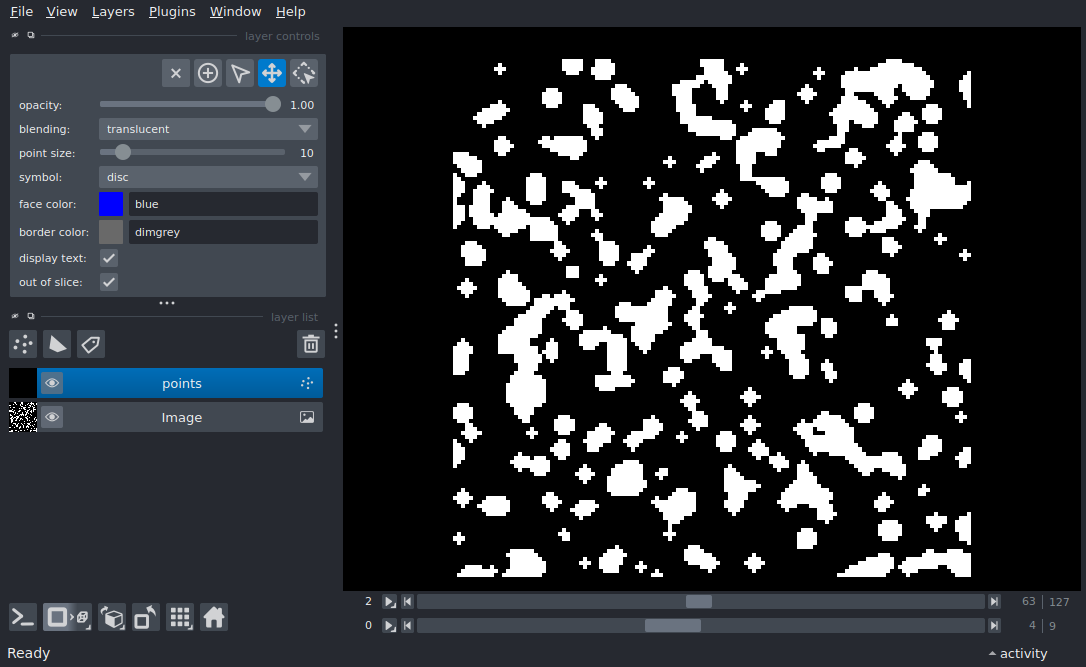 File View Layers Plugins Window Help
layer controls
opacity: 1.00
blending: translucent
point size: 10
symbol: disc
face color: blue
border color: dimgrey
display text:
out of slice:
layer list
points
Image
2 63 127
0 4 9
Ready activity